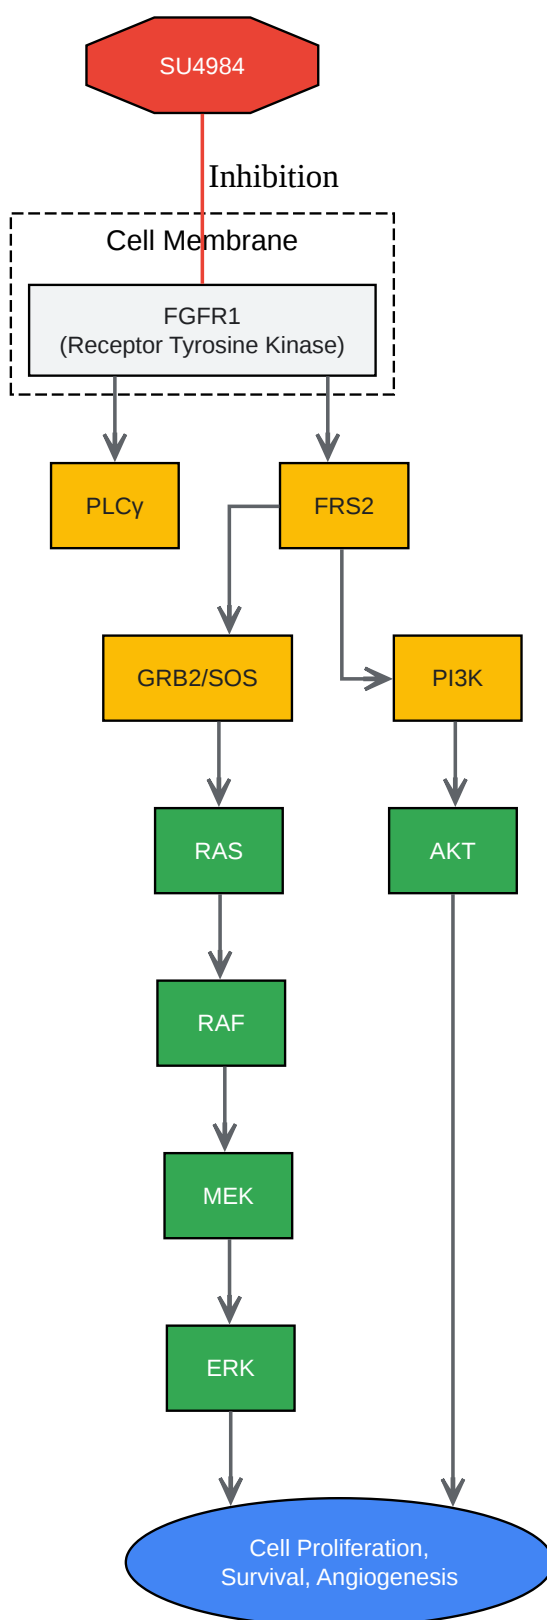 SU4984
Inhibition
Cell Membrane
FGFR1
(Receptor Tyrosine Kinase)
PLCγ
FRS2
GRB2/SOS
PI3K
RAS
AKT
RAF
MEK
ERK
Cell Proliferation,
Survival, Angiogenesis